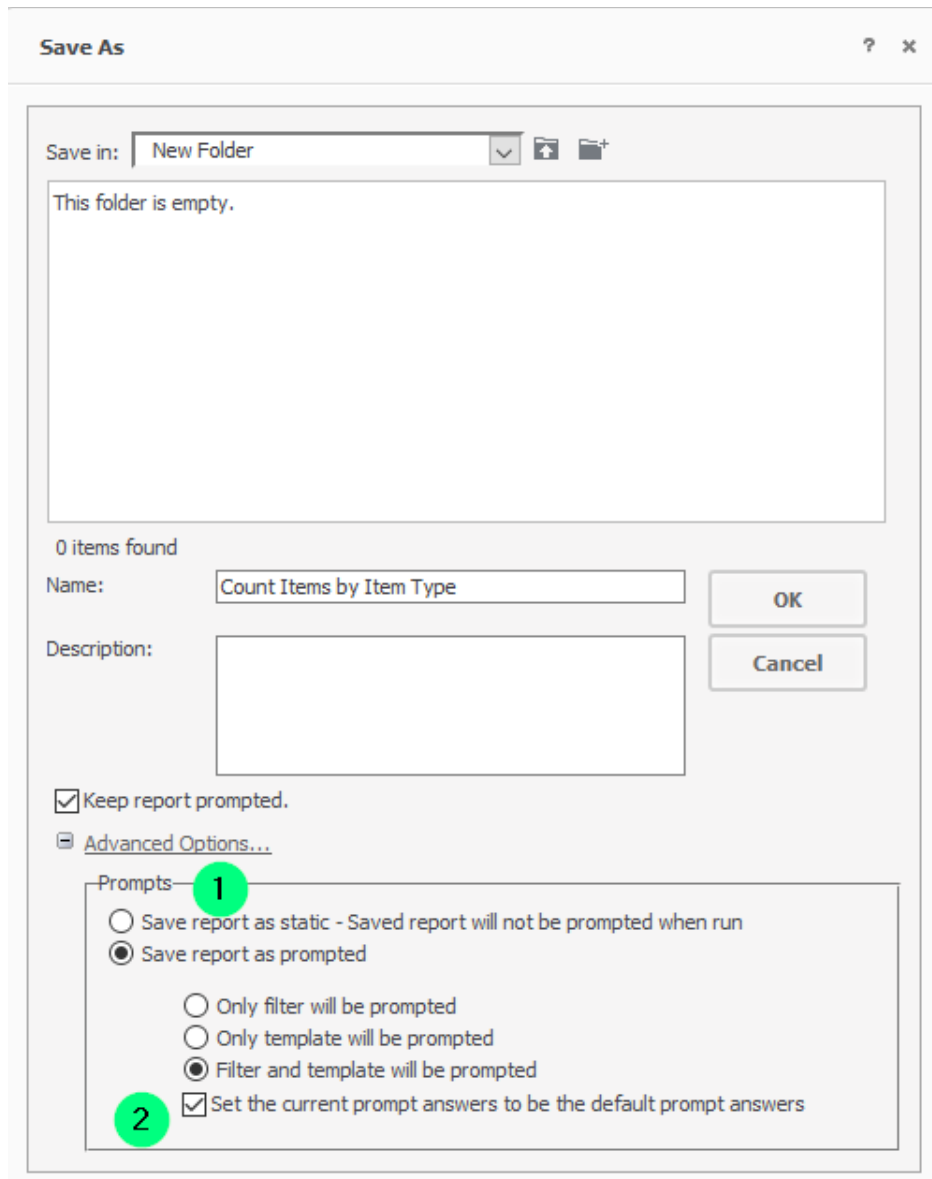 Save As ? ×
Save in: New Folder
This folder is empty.
0 items found
Name: Count Items by Item Type OK
Description: Cancel
Keep report prompted.
Advanced Options...
Prompts 1
Save report as static - Saved report will not be prompted when run
Save report as prompted
Only filter will be prompted
Only template will be prompted
Filter and template will be prompted
Set the current prompt answers to be the default prompt answers
2